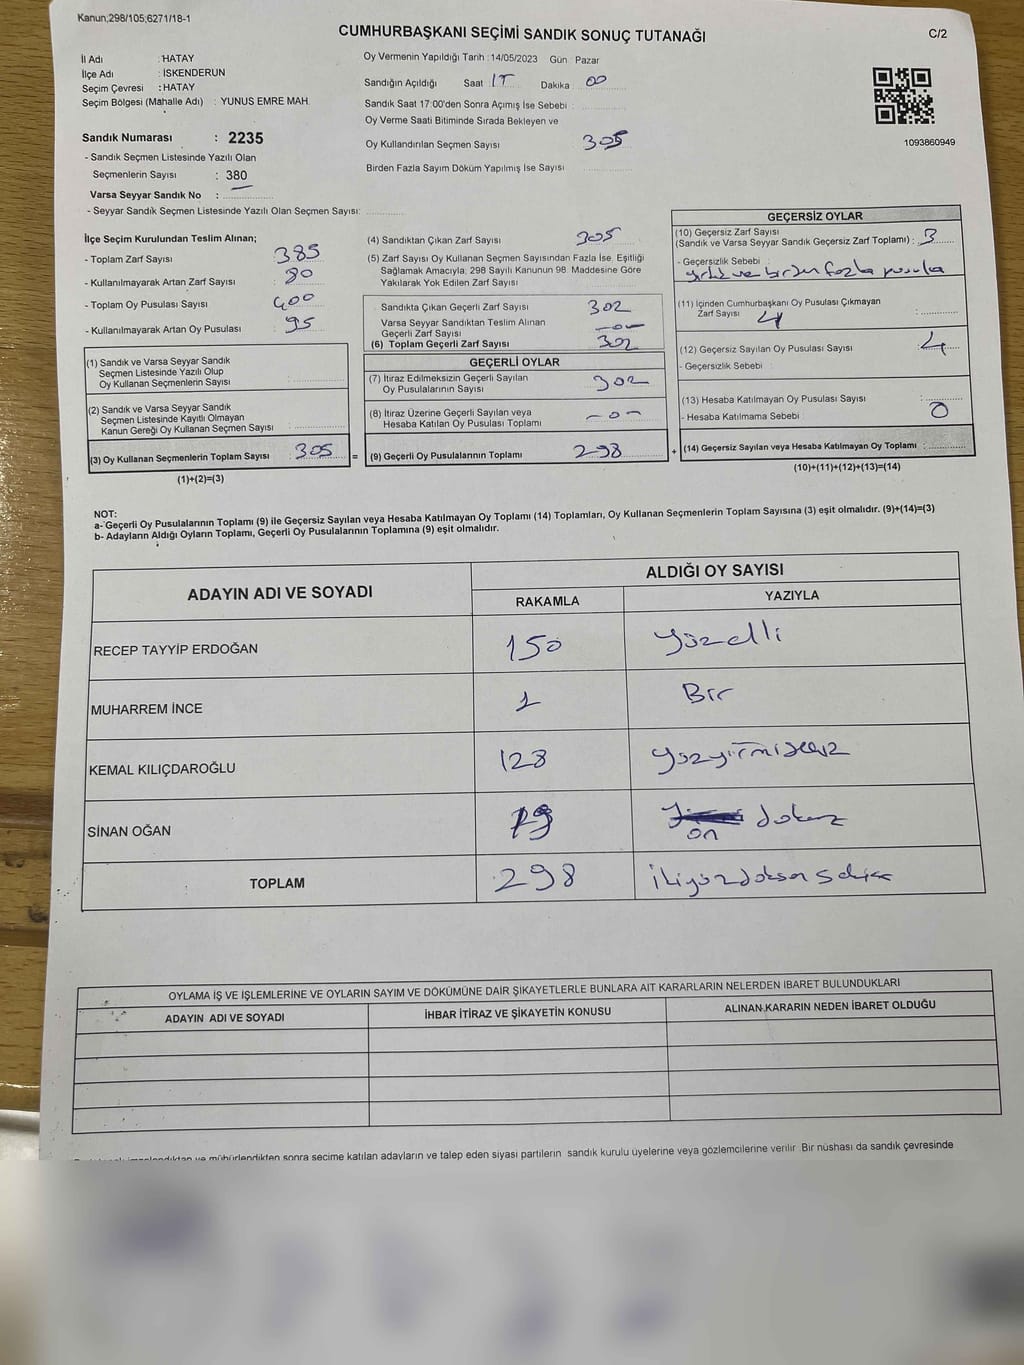 Kanun;298/105;6271/18-1
CUMHURBAŞKANI SEÇİMİ SANDIK SONUÇ TUTANAĞI
C/2
İl Adı : HATAY
İlçe Adı : İSKENDERUN
Seçim Çevresi : HATAY
Seçim Bölgesi (Mahalle Adı) : YUNUS EMRE MAH.
Sandık Numarası : 2235
- Sandık Seçmen Listesinde Yazılı Olan
Seçmenlerin Sayısı : 380
Varsa Seyyar Sandık No :
- Seyyar Sandık Seçmen Listesinde Yazılı Olan Seçmen Sayısı:
Oy Vermenin Yapıldığı Tarih : 14/05/2023 Gün Pazar
Sandığın Açıldığı Saat 17 Dakika : 00
Sandık Saat 17:00'den Sonra Açımış İse Sebebi :
Oy Verme Saati Bitiminde Sırada Bekleyen ve
Oy Kullandırılan Seçmen Sayısı 305
Birden Fazla Sayım Döküm Yapılmış İse Sayısı
1093860949
İlçe Seçim Kurulundan Teslim Alınan;
- Toplam Zarf Sayısı : 385
- Kullanılmayarak Artan Zarf Sayısı : 80
- Toplam Oy Pusulası Sayısı : 400
- Kullanılmayarak Artan Oy Pusulası : 95
(1) Sandık ve Varsa Seyyar Sandık
Seçmen Listesinde Yazılı Olup
Oy Kullanan Seçmenlerin Sayısı :
(2) Sandık ve Varsa Seyyar Sandık
Seçmen Listesinde Kayıtlı Olmayan
Kanun Gereği Oy Kullanan Seçmen Sayısı :
(3) Oy Kullanan Seçmenlerin Toplam Sayısı 305 =
(1)+(2)=(3)
(4) Sandıktan Çıkan Zarf Sayısı 305
(5) Zarf Sayısı Oy Kullanan Seçmen Sayısından Fazla İse, Eşitliği
Sağlamak Amacıyla, 298 Sayılı Kanunun 98. Maddesine Göre
Yakılarak Yok Edilen Zarf Sayısı :
Sandıkta Çıkan Geçerli Zarf Sayısı 302
Varsa Seyyar Sandıktan Teslim Alınan
Geçerli Zarf Sayısı -0-
(6) Toplam Geçerli Zarf Sayısı 302
GEÇERLİ OYLAR
(7) İtiraz Edilmeksizin Geçerli Sayılan
Oy Pusulalarının Sayısı 302
(8) İtiraz Üzerine Geçerli Sayılan veya
Hesaba Katılan Oy Pusulası Toplamı -0-
(9) Geçerli Oy Pusulalarının Toplamı 298 +
GEÇERSİZ OYLAR
(10) Geçersiz Zarf Sayısı
(Sandık ve Varsa Seyyar Sandık Geçersiz Zarf Toplamı) : 3
- Geçersizlik Sebebi :
yırtık ve birden fazla pusula
(11) İçinden Cumhurbaşkanı Oy Pusulası Çıkmayan
Zarf Sayısı 4 :
(12) Geçersiz Sayılan Oy Pusulası Sayısı 4
- Geçersizlik Sebebi :
(13) Hesaba Katılmayan Oy Pusulası Sayısı :
- Hesaba Katılmama Sebebi : 0
(14) Geçersiz Sayılan veya Hesaba Katılmayan Oy Toplamı :
(10)+(11)+(12)+(13)=(14)
NOT:
a- Geçerli Oy Pusulalarının Toplamı (9) ile Geçersiz Sayılan veya Hesaba Katılmayan Oy Toplamı (14) Toplamları, Oy Kullanan Seçmenlerin Toplam Sayısına (3) eşit olmalıdır. (9)+(14)=(3)
b- Adayların Aldığı Oyların Toplamı, Geçerli Oy Pusulalarının Toplamına (9) eşit olmalıdır.
ADAYIN ADI VE SOYADI
ALDIĞI OY SAYISI
RAKAMLA YAZIYLA
RECEP TAYYİP ERDOĞAN 150 yüzelli
MUHARREM İNCE 1 Bir
KEMAL KILIÇDAROĞLU 128 yüzyirmisekiz
SİNAN OĞAN 19 on dokuz
TOPLAM 298 ikiyüzdoksan sekiz
OYLAMA İŞ VE İŞLEMLERİNE VE OYLARIN SAYIM VE DÖKÜMÜNE DAİR ŞİKAYETLERLE BUNLARA AİT KARARLARIN NELERDEN İBARET BULUNDUKLARI
ADAYIN ADI VE SOYADI İHBAR İTİRAZ VE ŞİKAYETİN KONUSU ALINAN KARARIN NEDEN İBARET OLDUĞU
mühürlendikten sonra seçime katılan adayların ve talep eden siyasi partilerin sandık kurulu üyelerine veya gözlemcilerine verilir. Bir nüshası da sandık çevresinde